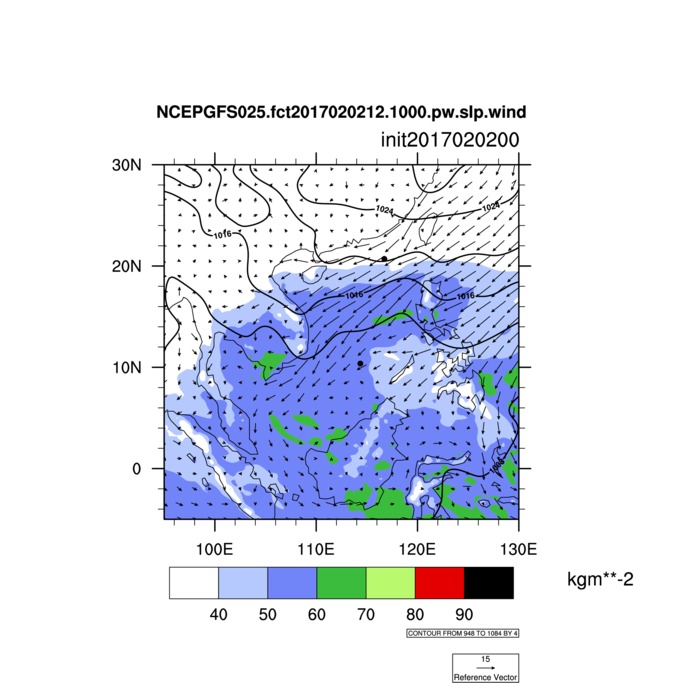 NCEPGFS025.fct2017020212.1000.pw.slp.wind
init2017020200
30N
20N
10N
0
1024
1024
1016
1016
1016
1008
100E 110E 120E 130E
40 50 60 70 80 90
kgm**-2
CONTOUR FROM 948 TO 1084 BY 4
15
Reference Vector